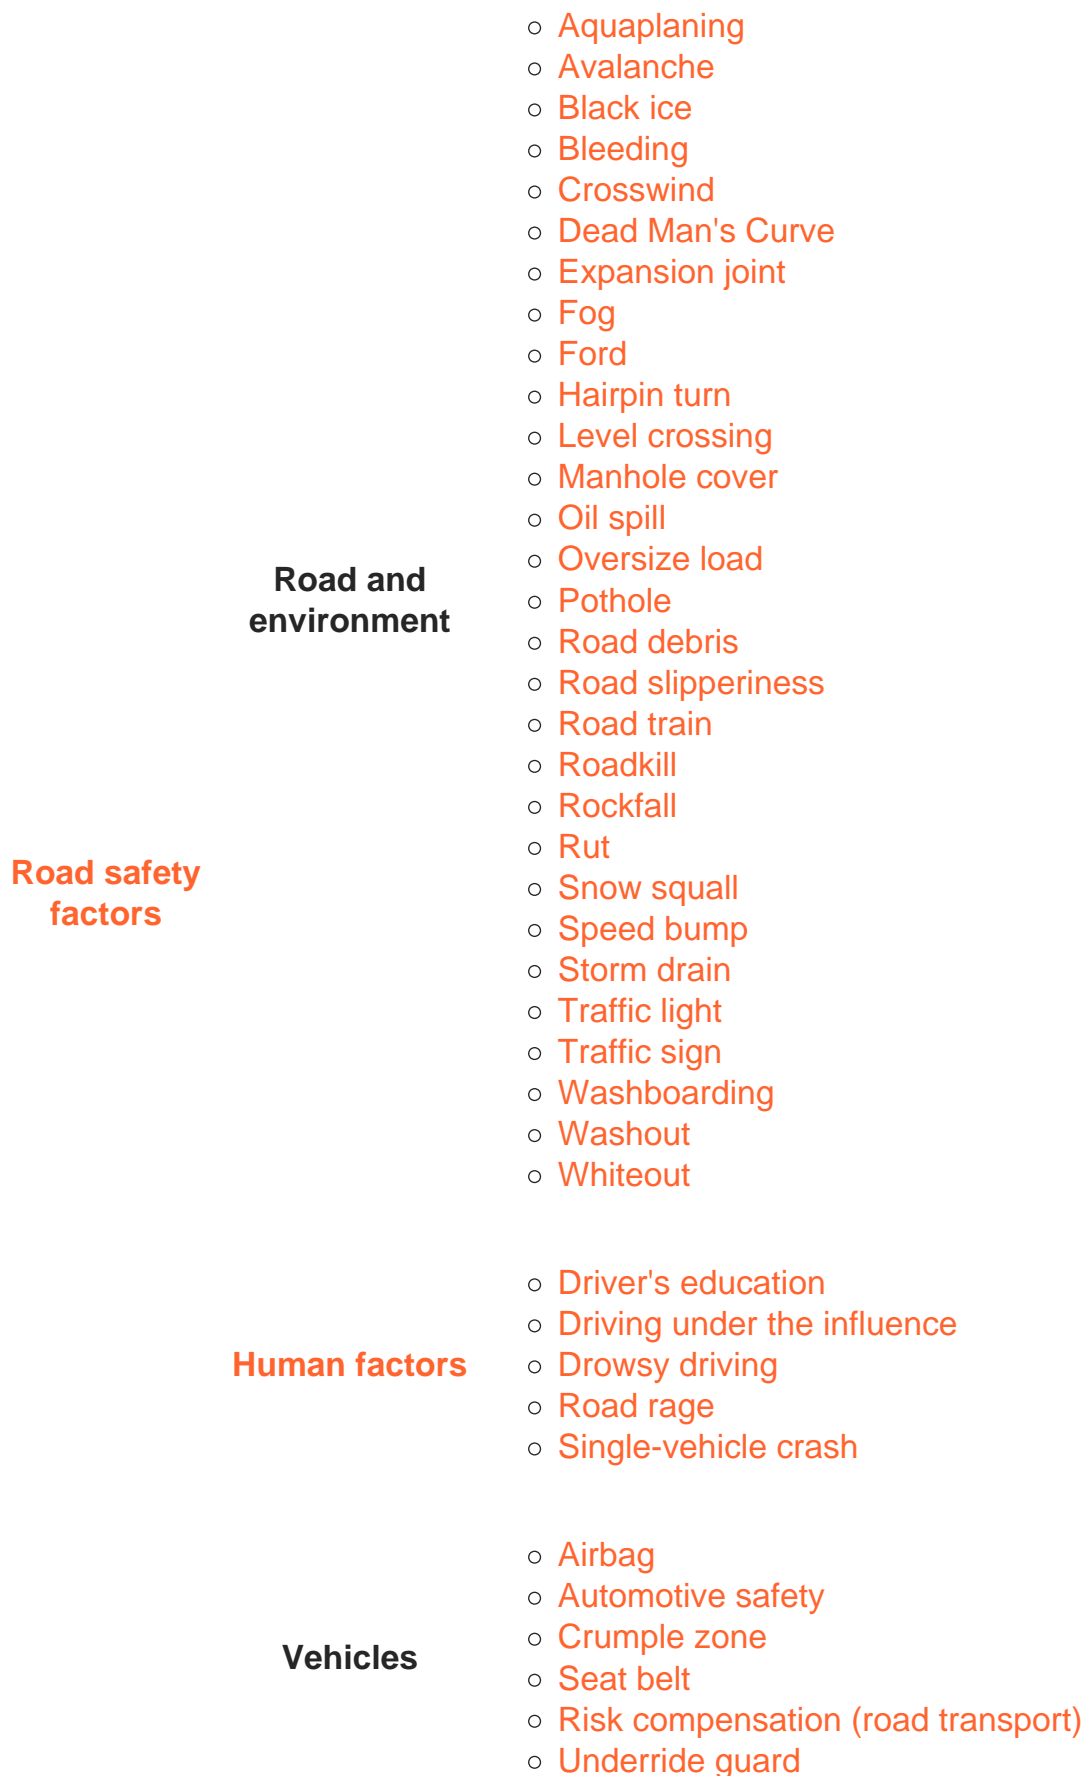 Road safety
factors
Road and
environment
Aquaplaning
Avalanche
Black ice
Bleeding
Crosswind
Dead Man's Curve
Expansion joint
Fog
Ford
Hairpin turn
Level crossing
Manhole cover
Oil spill
Oversize load
Pothole
Road debris
Road slipperiness
Road train
Roadkill
Rockfall
Rut
Snow squall
Speed bump
Storm drain
Traffic light
Traffic sign
Washboarding
Washout
Whiteout
Human factors
Driver's education
Driving under the influence
Drowsy driving
Road rage
Single-vehicle crash
Vehicles
Airbag
Automotive safety
Crumple zone
Seat belt
Risk compensation (road transport)
Underride guard